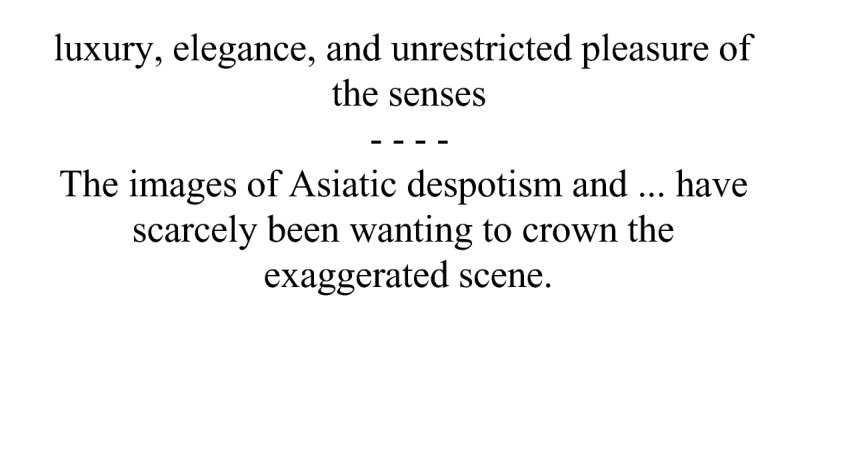 luxury, elegance, and unrestricted pleasure of
the senses
- - - -
The images of Asiatic despotism and ... have
scarcely been wanting to crown the
exaggerated scene.